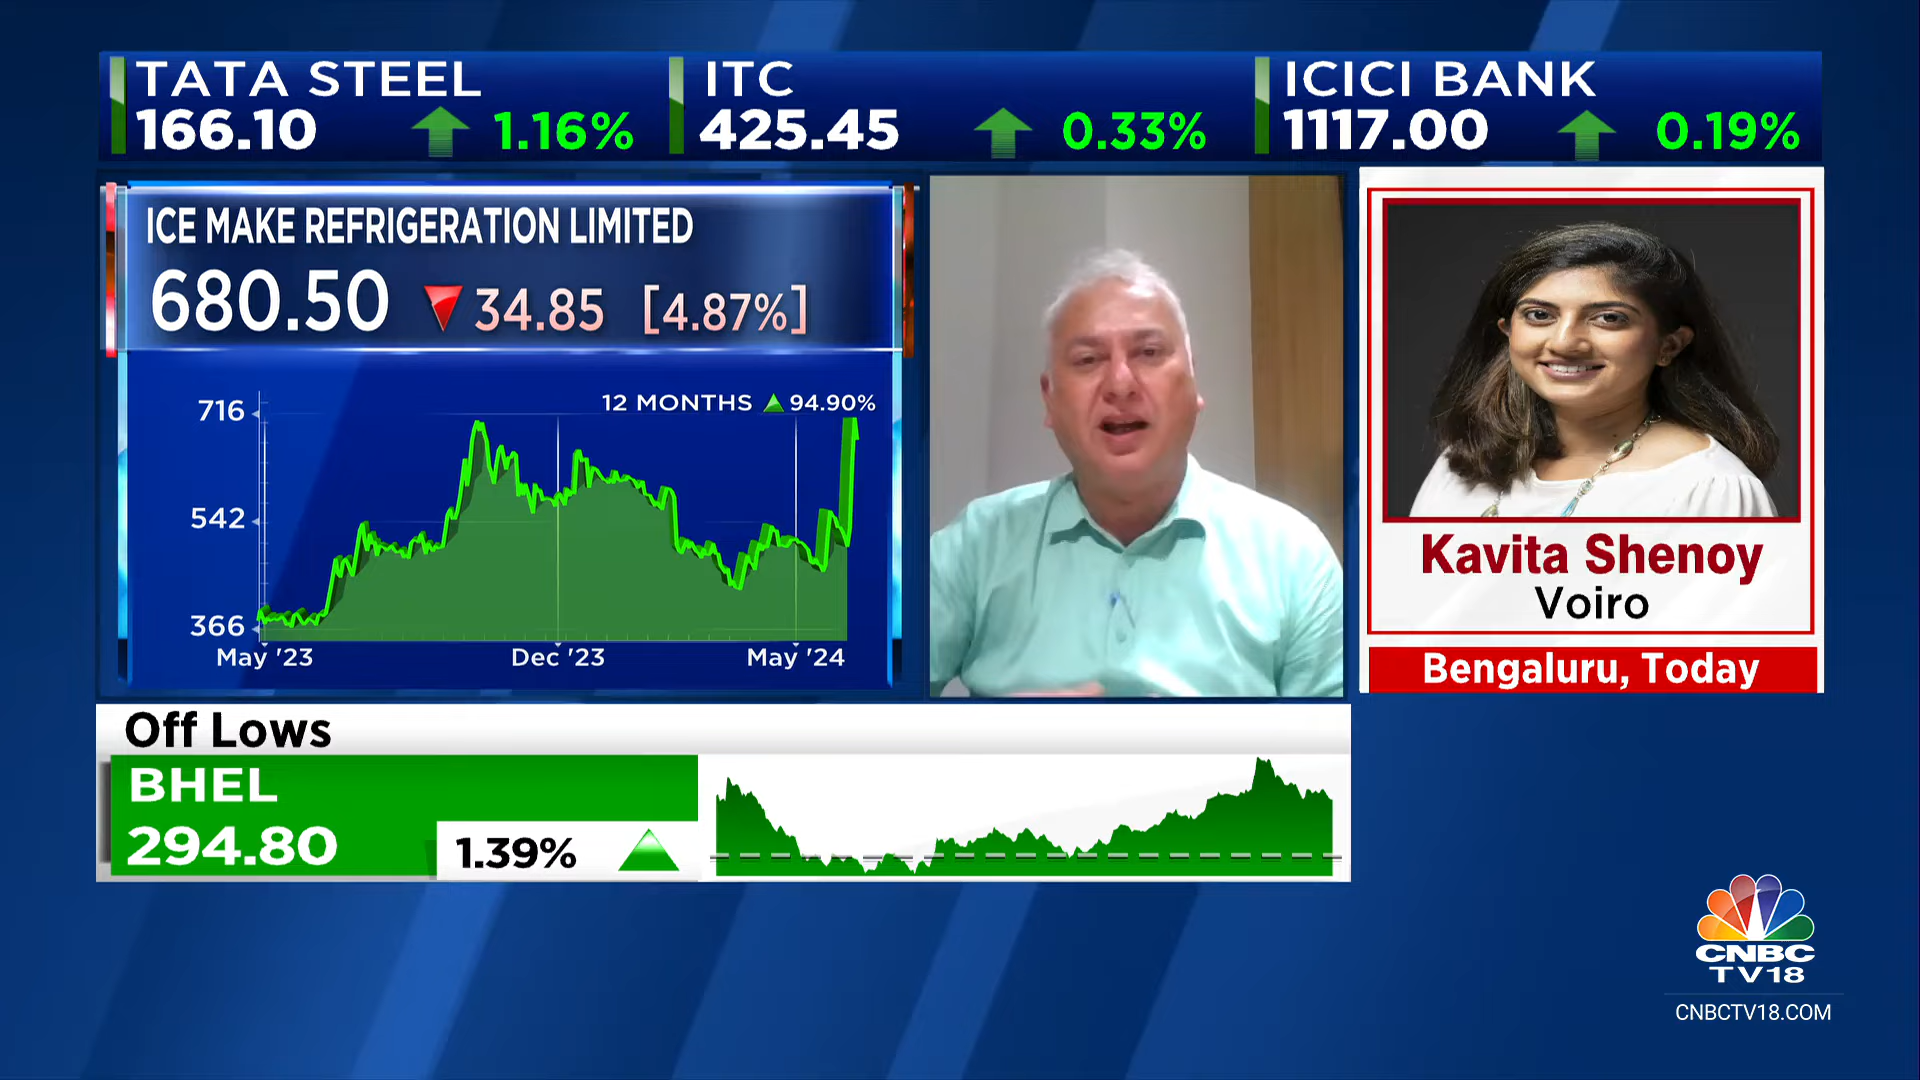 TATA STEEL
166.10 1.16%
ITC
425.45 0.33%
ICICI BANK
1117.00 0.19%
ICE MAKE REFRIGERATION LIMITED
680.50 34.85 [4.87%]
12 MONTHS 94.90%
716
542
366
May '23 Dec '23 May '24
Kavita Shenoy
Voiro
Bengaluru, Today
Off Lows
BHEL
294.80 1.39%
CNBC
TV18
CNBCTV18.COM